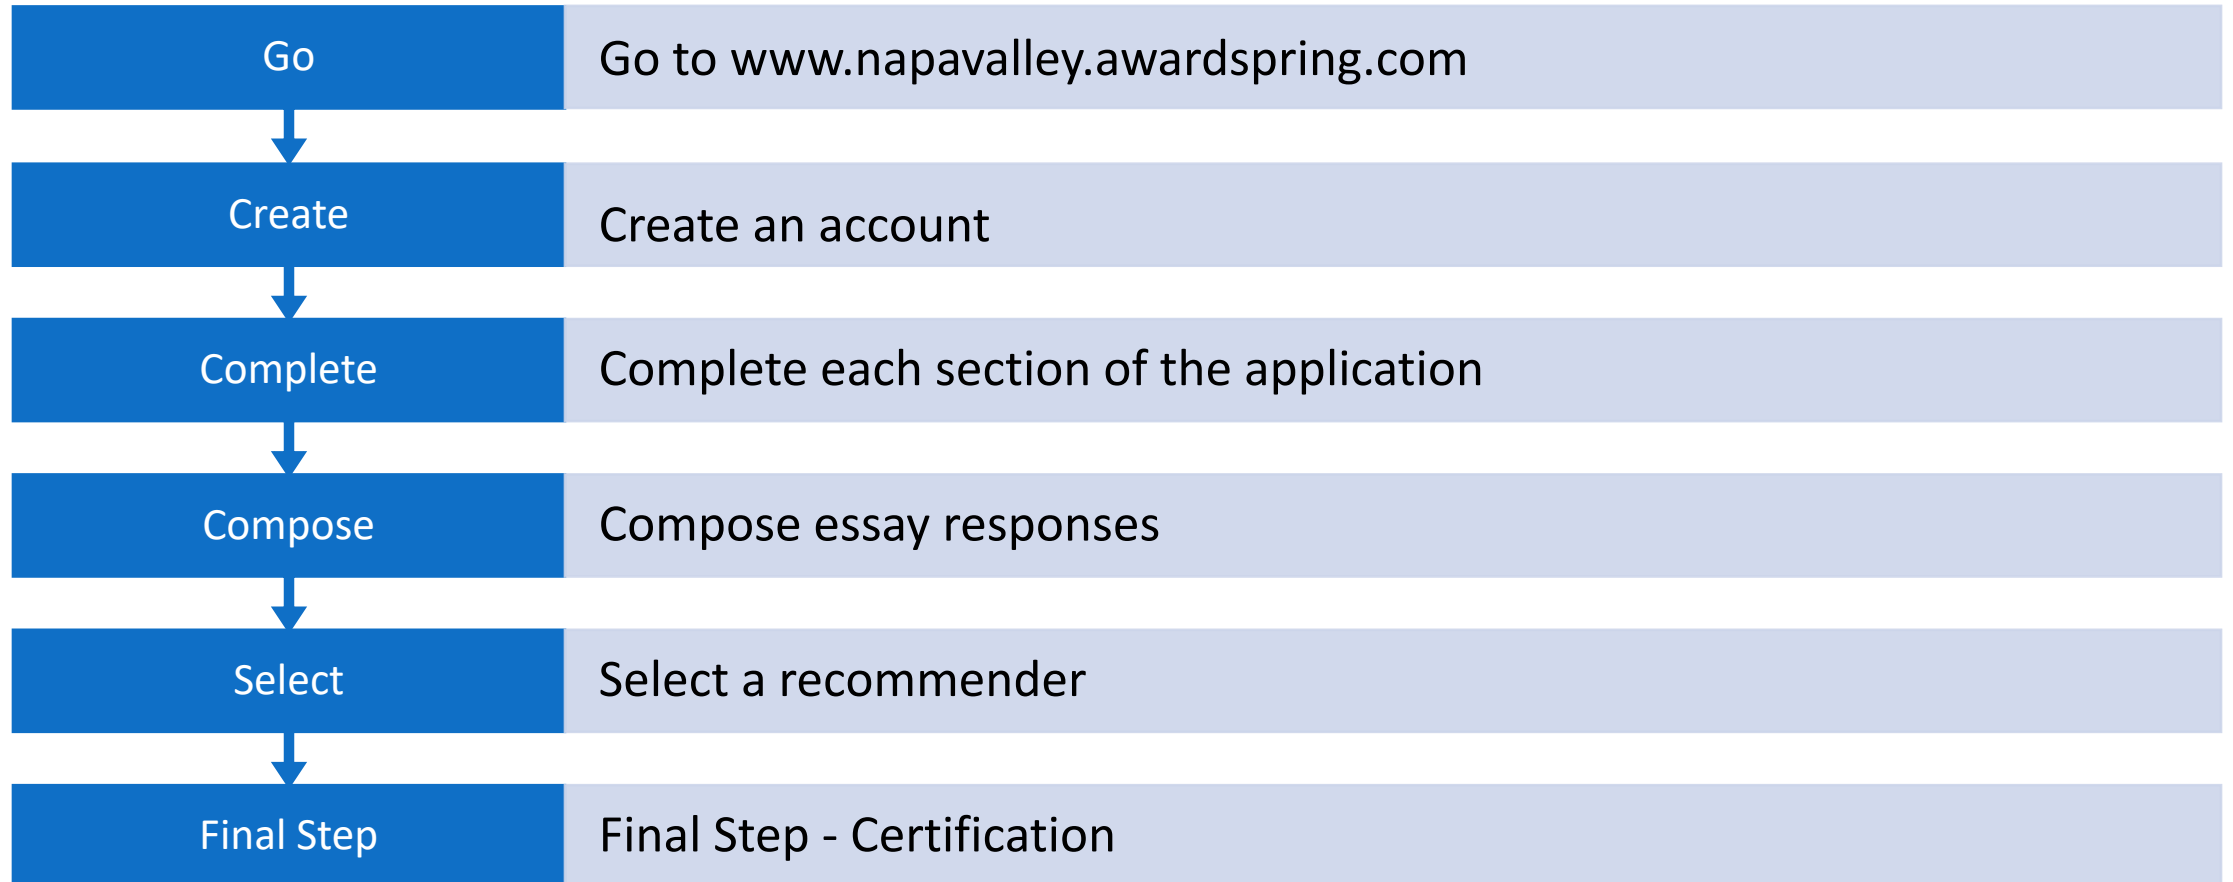 Go
Go to www.napavalley.awardspring.com
Create
Create an account
Complete
Complete each section of the application
Compose
Compose essay responses
Select
Select a recommender
Final Step
Final Step - Certification